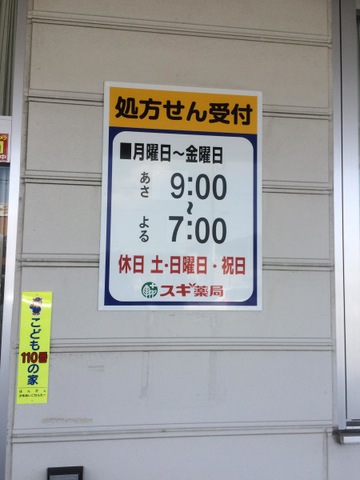 処方せん受付
■月曜日～金曜日
あさ 9:00
～
よる 7:00
休日 土・日曜日・祝日
スギ薬局
こども110番の家